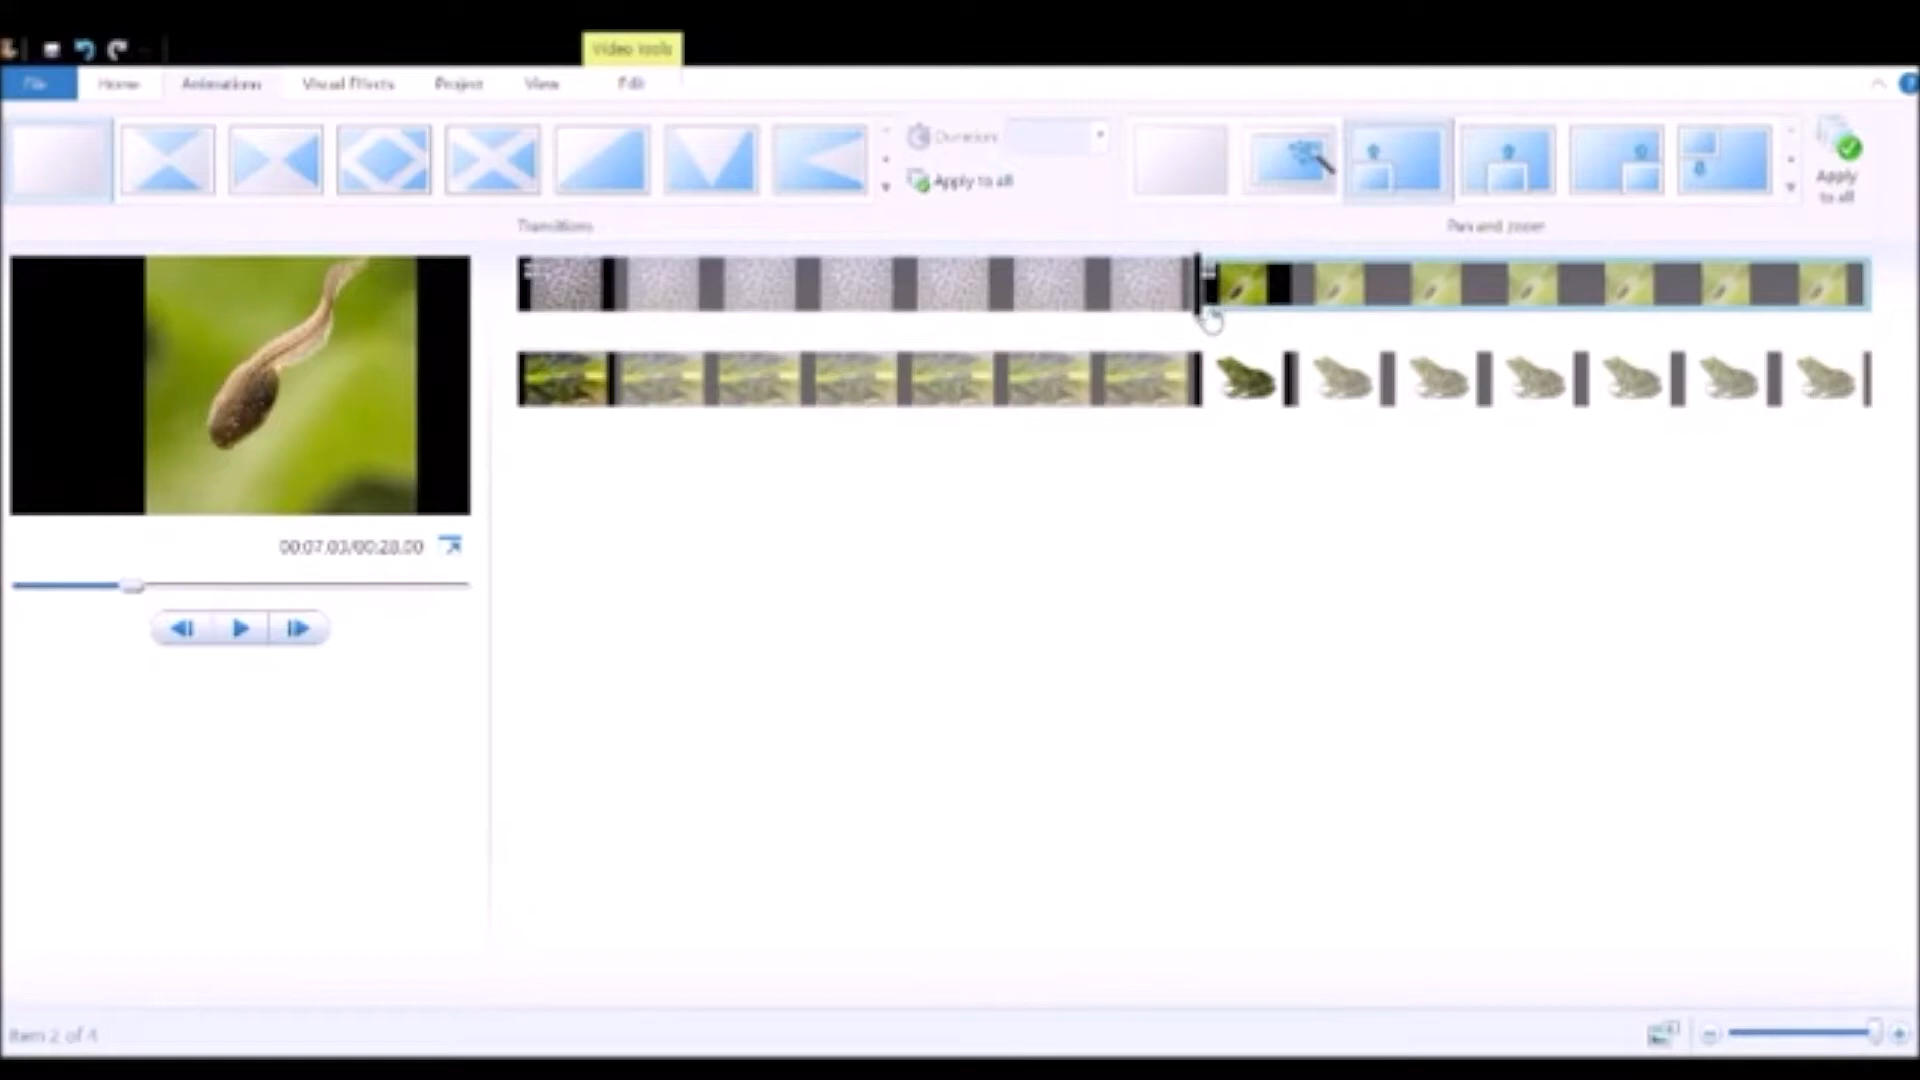 Video Tools
File Home Animations Visual Effects Project View Edit
Duration:
Apply to all
Apply
to all
Transitions
Pan and zoom
00:07.03/00:28.00
Item 2 of 4